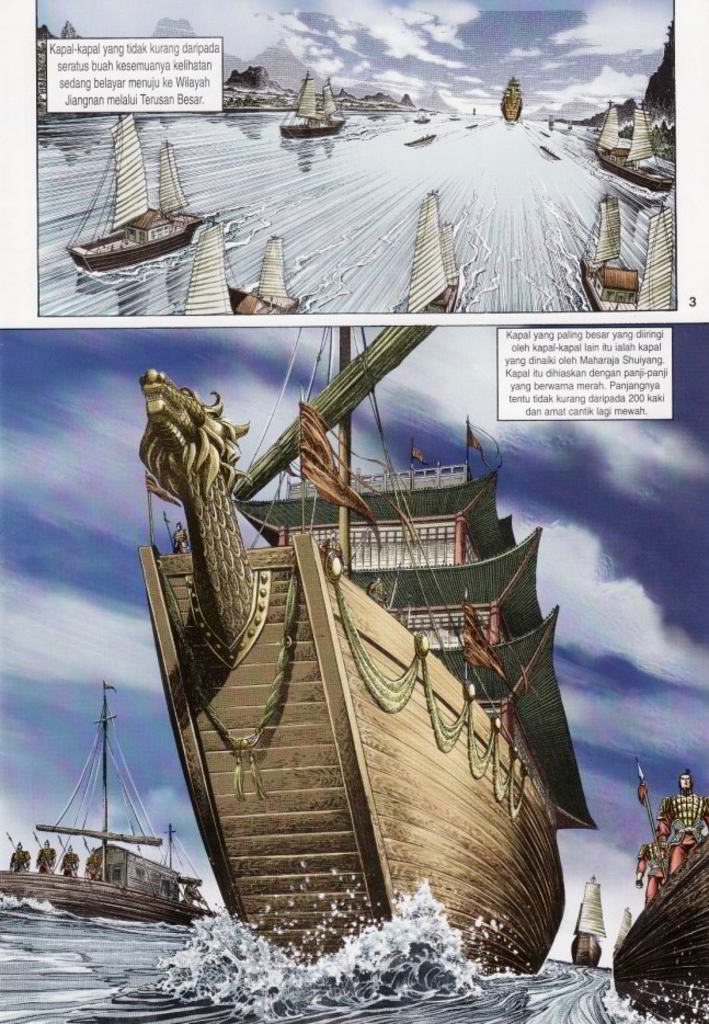 Kapal-kapal yang tidak kurang daripada
seratus buah kesemuanya kelihatan
sedang belayar menuju ke Wilayah
Jiangnan melalui Terusan Besar.
3
Kapal yang paling besar yang diiringi
oleh kapal-kapal lain itu ialah kapal
yang dinaiki oleh Maharaja Shuiyang.
Kapal itu dihiaskan dengan panji-panji
yang berwarna merah. Panjangnya
tentu tidak kurang daripada 200 kaki
dan amat cantik lagi mewah.